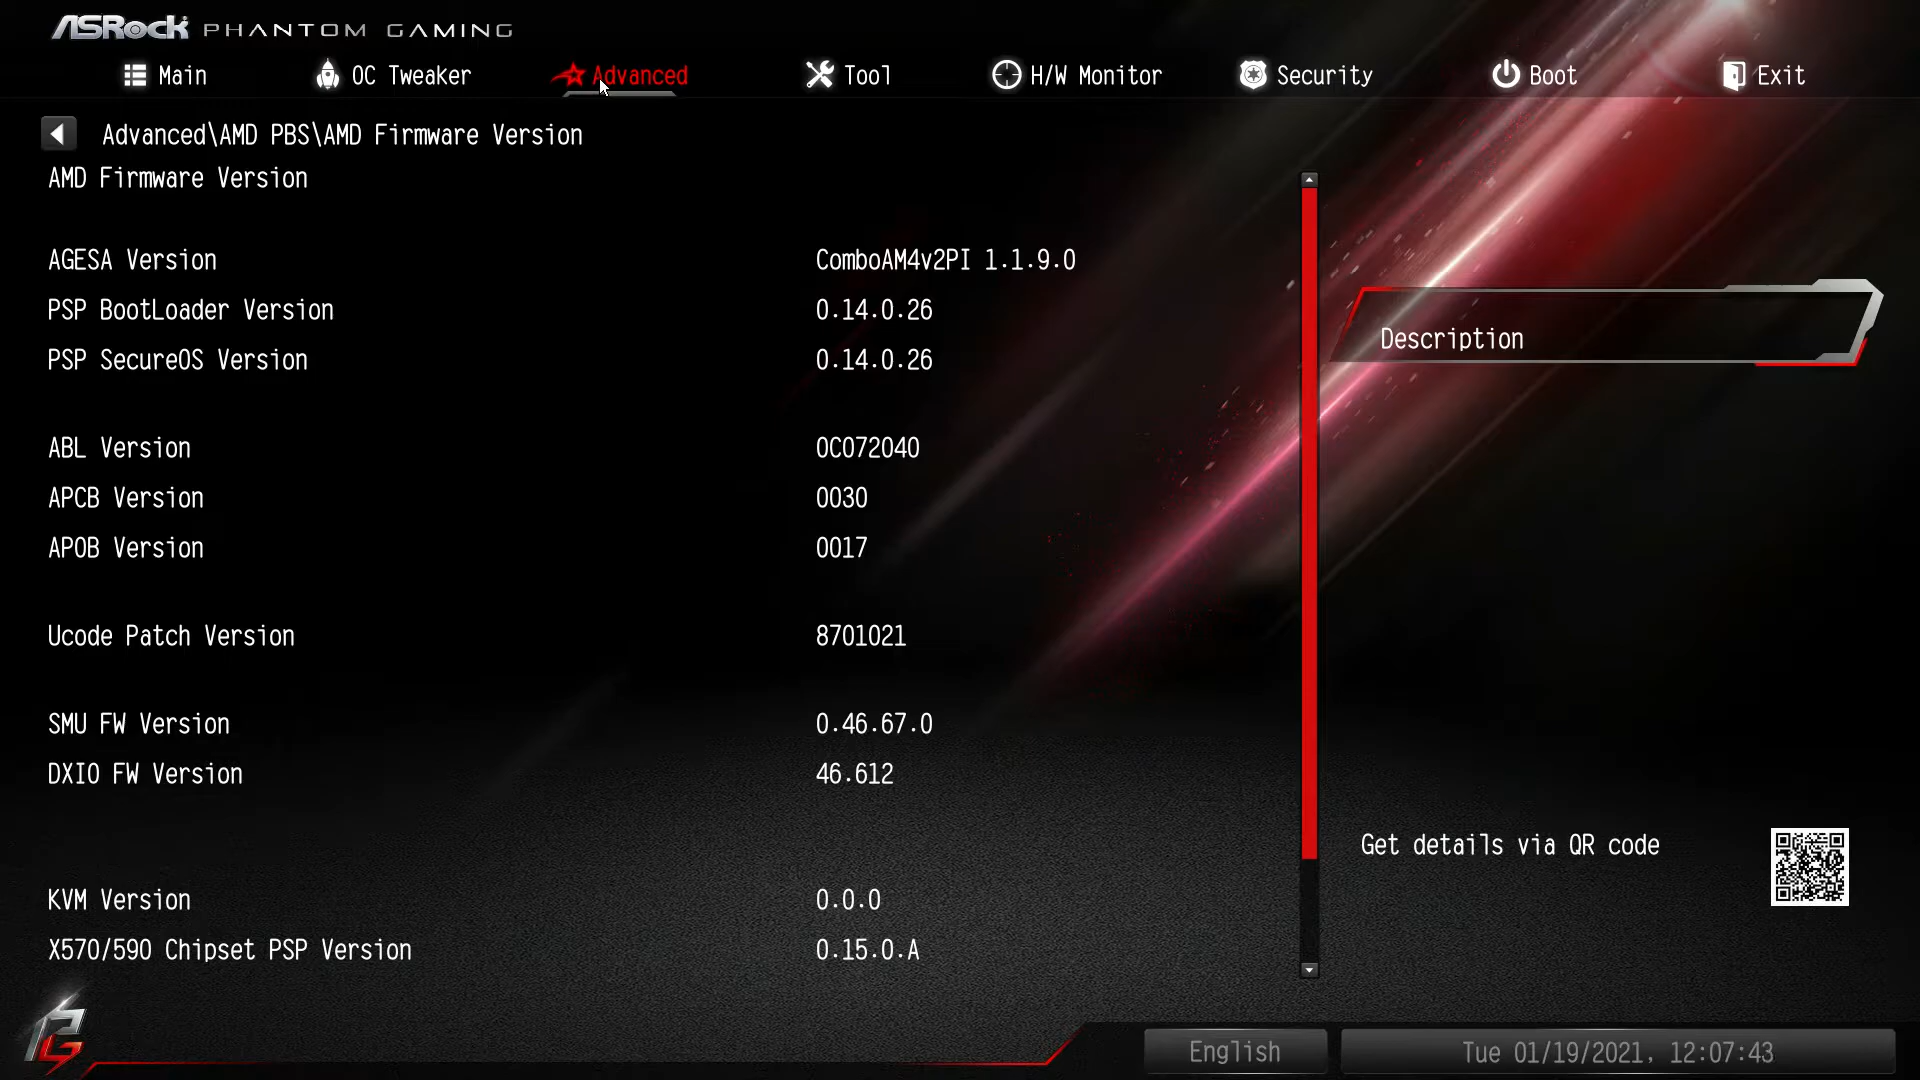 ASRock PHANTOM GAMING
Main OC Tweaker Advanced Tool H/W Monitor Security Boot Exit
Advanced\AMD PBS\AMD Firmware Version
AMD Firmware Version
AGESA Version ComboAM4v2PI 1.1.9.0
PSP BootLoader Version 0.14.0.26
PSP SecureOS Version 0.14.0.26
Description
ABL Version 0C072040
APCB Version 0030
APOB Version 0017
Ucode Patch Version 8701021
SMU FW Version 0.46.67.0
DXIO FW Version 46.612
Get details via QR code
KVM Version 0.0.0
X570/590 Chipset PSP Version 0.15.0.A
English Tue 01/19/2021, 12:07:43